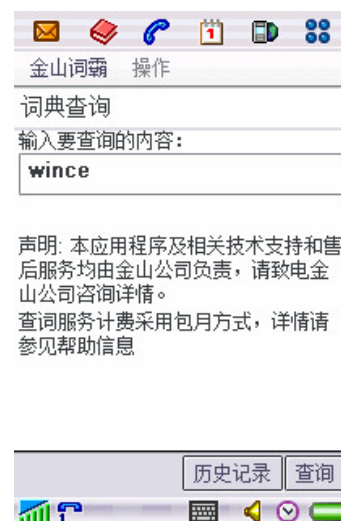 金山词霸 操作
词典查询
输入要查询的内容:
wince
声明: 本应用程序及相关技术支持和售
后服务均由金山公司负责，请致电金
山公司咨询详情。
查词服务计费采用包月方式，详情请
参见帮助信息
历史记录 查询